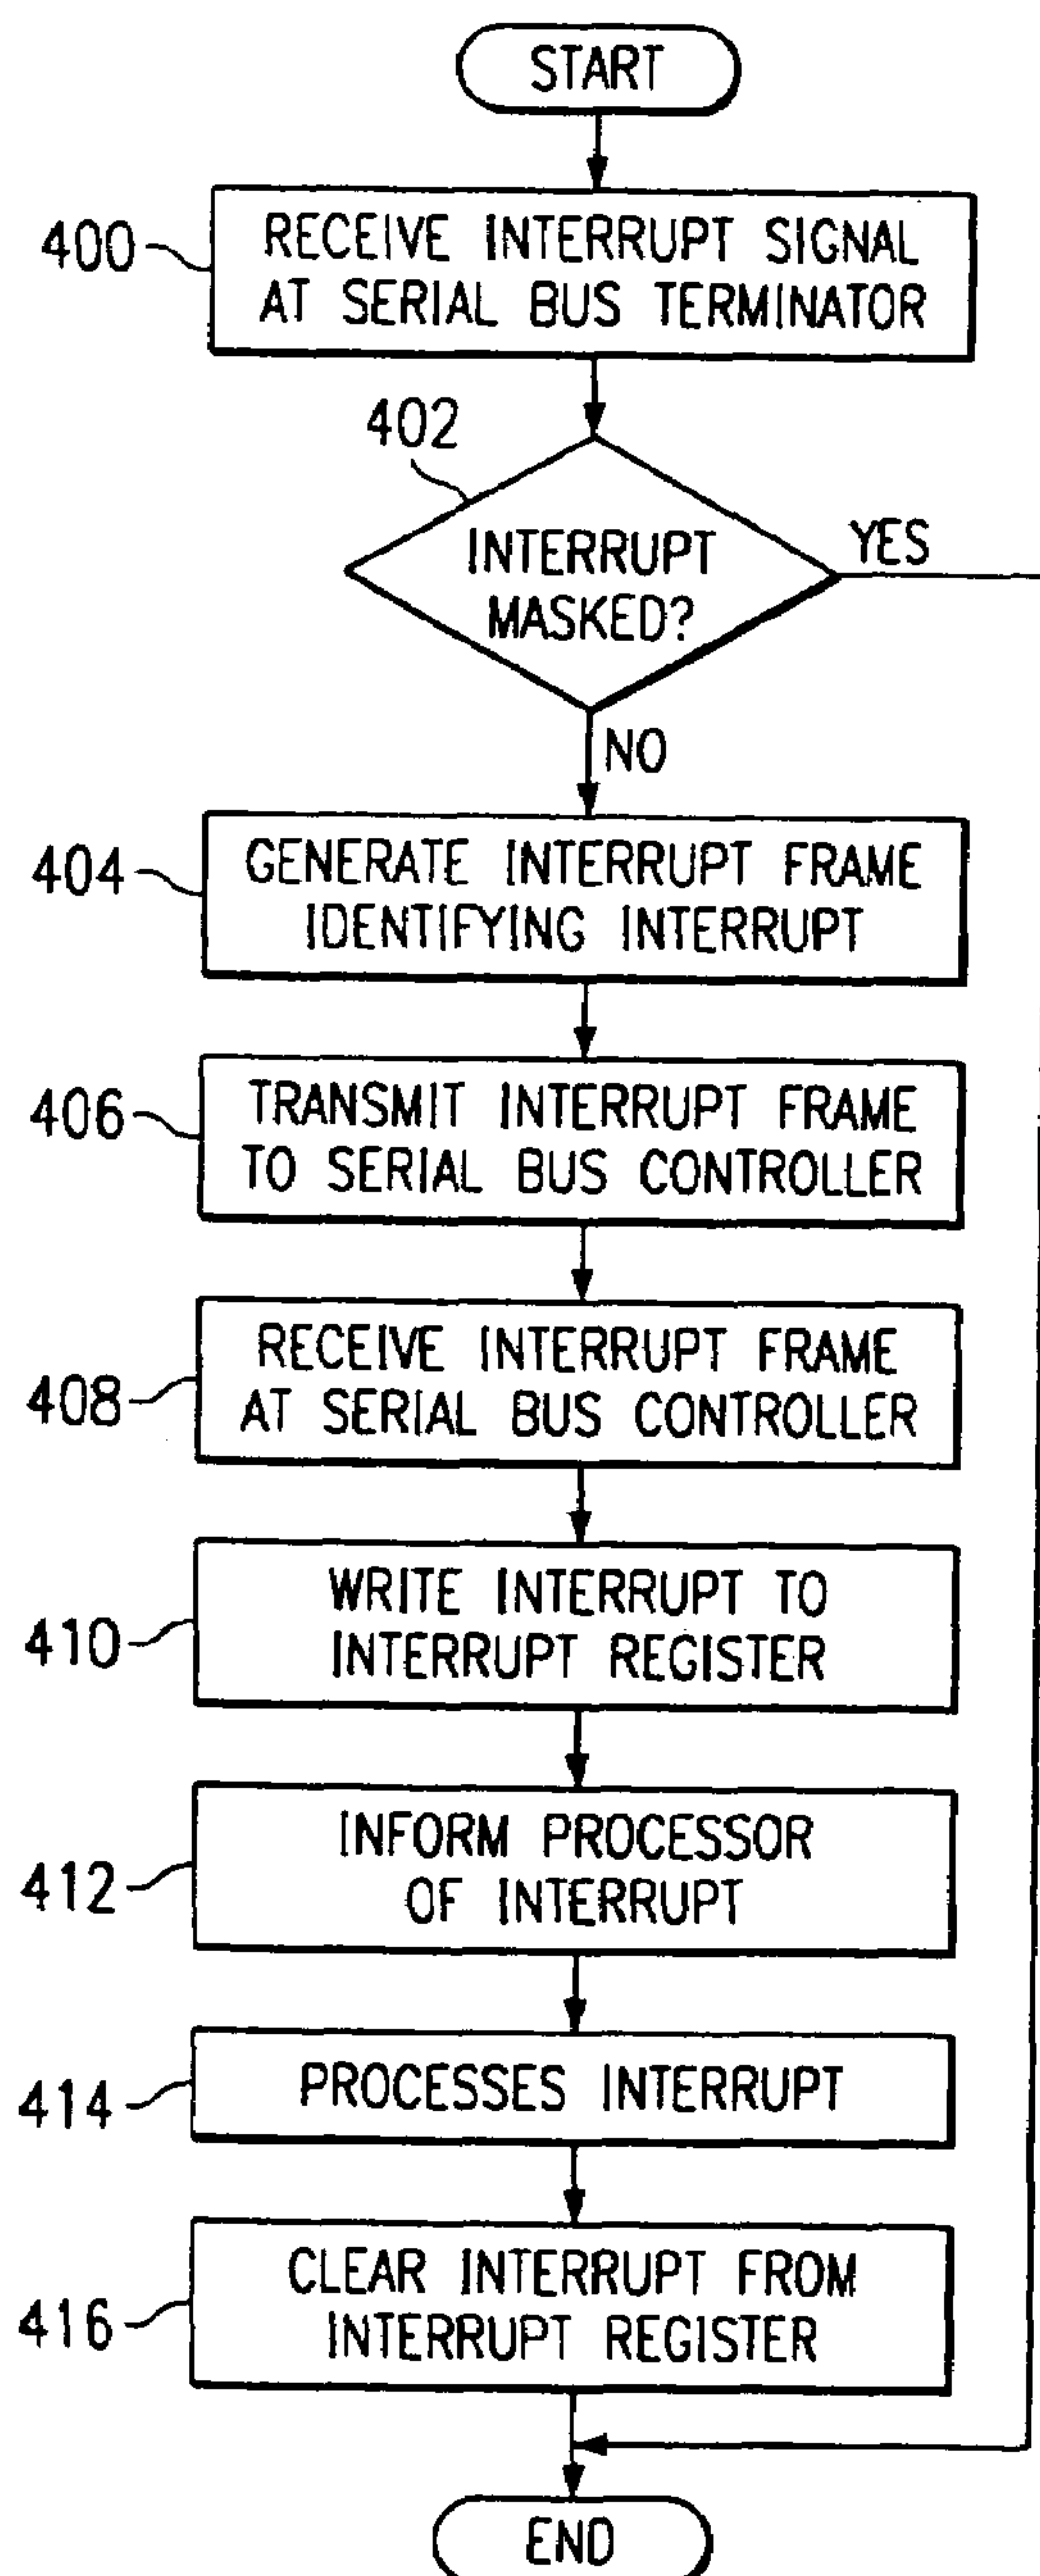 START
400
RECEIVE INTERRUPT SIGNAL
AT SERIAL BUS TERMINATOR
402
INTERRUPT
MASKED?
YES
NO
404
GENERATE INTERRUPT FRAME
IDENTIFYING INTERRUPT
406
TRANSMIT INTERRUPT FRAME
TO SERIAL BUS CONTROLLER
408
RECEIVE INTERRUPT FRAME
AT SERIAL BUS CONTROLLER
410
WRITE INTERRUPT TO
INTERRUPT REGISTER
412
INFORM PROCESSOR
OF INTERRUPT
414
PROCESSES INTERRUPT
416
CLEAR INTERRUPT FROM
INTERRUPT REGISTER
END